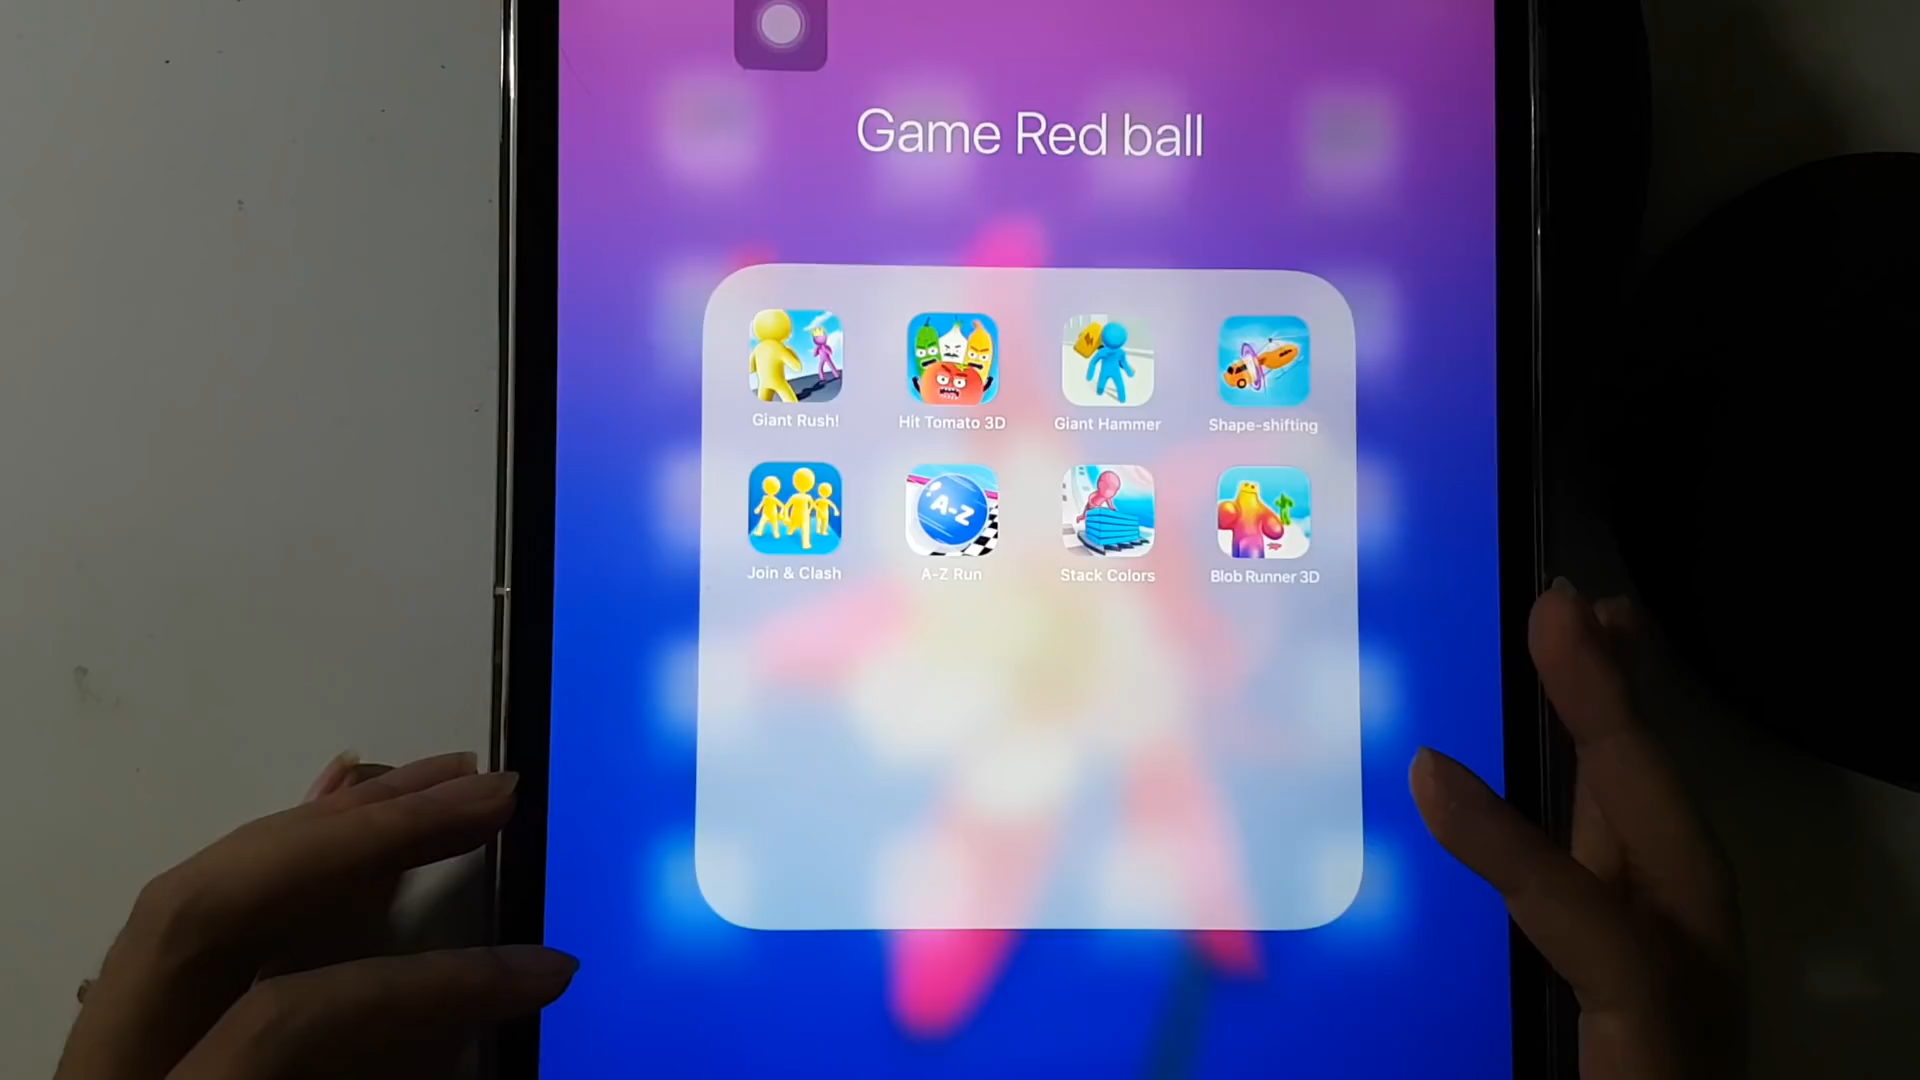 Game Red ball
Giant Rush!
Hit Tomato 3D
Giant Hammer
Shape-shifting
A-Z
Join & Clash
A-Z Run
Stack Colors
Blob Runner 3D